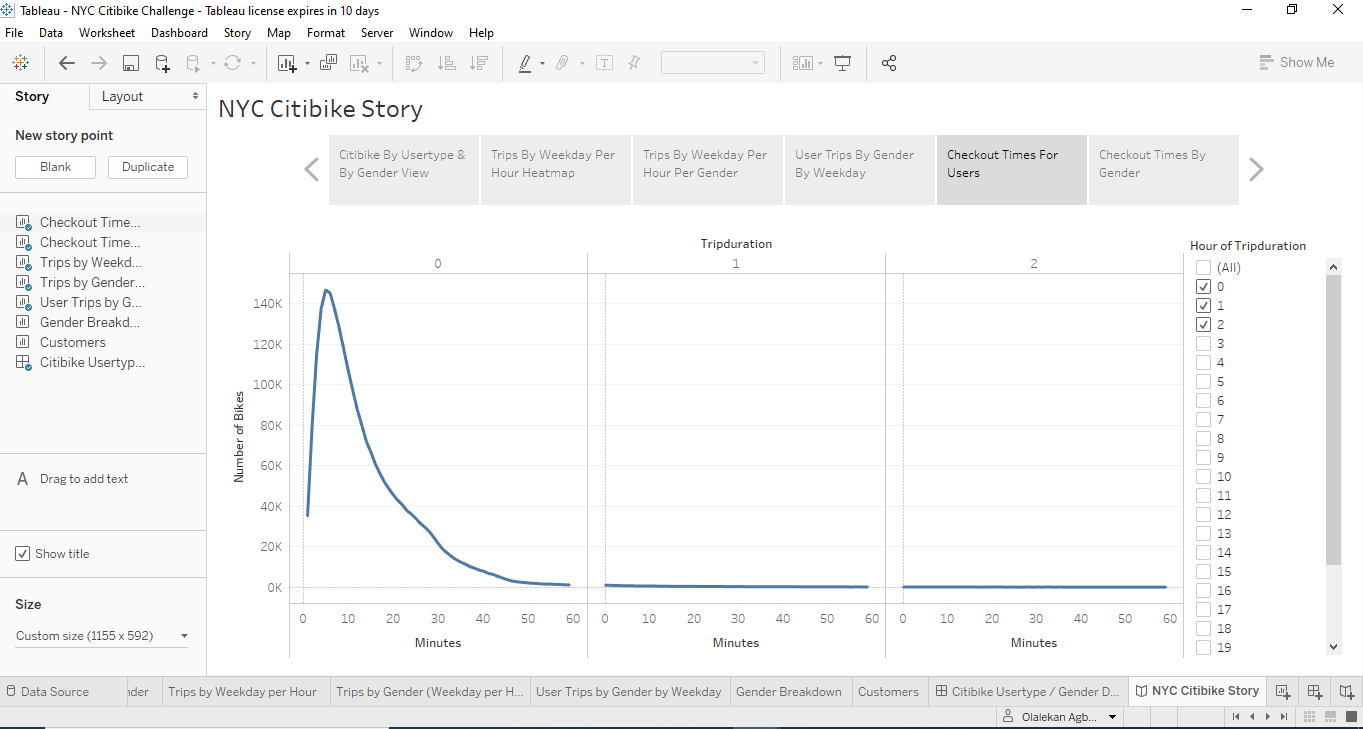 Tableau - NYC Citibike Challenge - Tableau license expires in 10 days
File Data Worksheet Dashboard Story Map Format Server Window Help
Show Me
Story Layout
New story point
Blank Duplicate
Checkout Time...
Checkout Time...
Trips by Weekd...
Trips by Gender...
User Trips by G...
Gender Breakd...
Customers
Citibike Usertyp...
A Drag to add text
Show title
Size
Custom size (1155 x 592)
NYC Citibike Story
Citibike By Usertype &
By Gender View
Trips By Weekday Per
Hour Heatmap
Trips By Weekday Per
Hour Per Gender
User Trips By Gender
By Weekday
Checkout Times For
Users
Checkout Times By
Gender
Tripduration
0 1 2
Number of Bikes
140K
120K
100K
80K
60K
40K
20K
0K
0 10 20 30 40 50 60 0 10 20 30 40 50 60 0 10 20 30 40 50 60
Minutes Minutes Minutes
Hour of Tripduration
(All)
0
1
2
3
4
5
6
7
8
9
10
11
12
13
14
15
16
17
18
19
Data Source nder Trips by Weekday per Hour Trips by Gender (Weekday per H... User Trips by Gender by Weekday Gender Breakdown Customers Citibike Usertype / Gender D... NYC Citibike Story
Olalekan Agb...